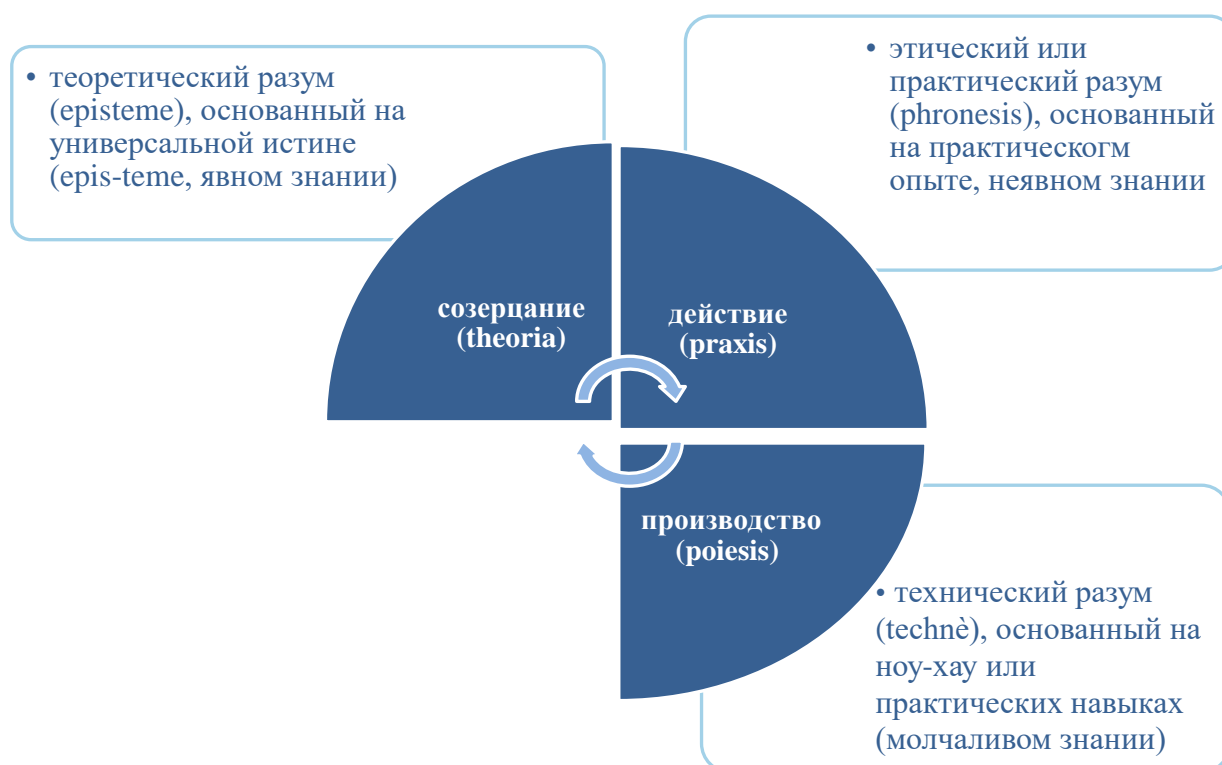 • теоретический разум
(episteme), основанный на
универсальной истине
(epis-teme, явном знании)
• этический или
практический разум
(phronesis), основанный
на практическогм
опыте, неявном знании
созерцание
(theoria)
действие
(praxis)
производство
(poiesis)
• технический разум
(technè), основанный на
ноу-хау или
практических навыках
(молчаливом знании)